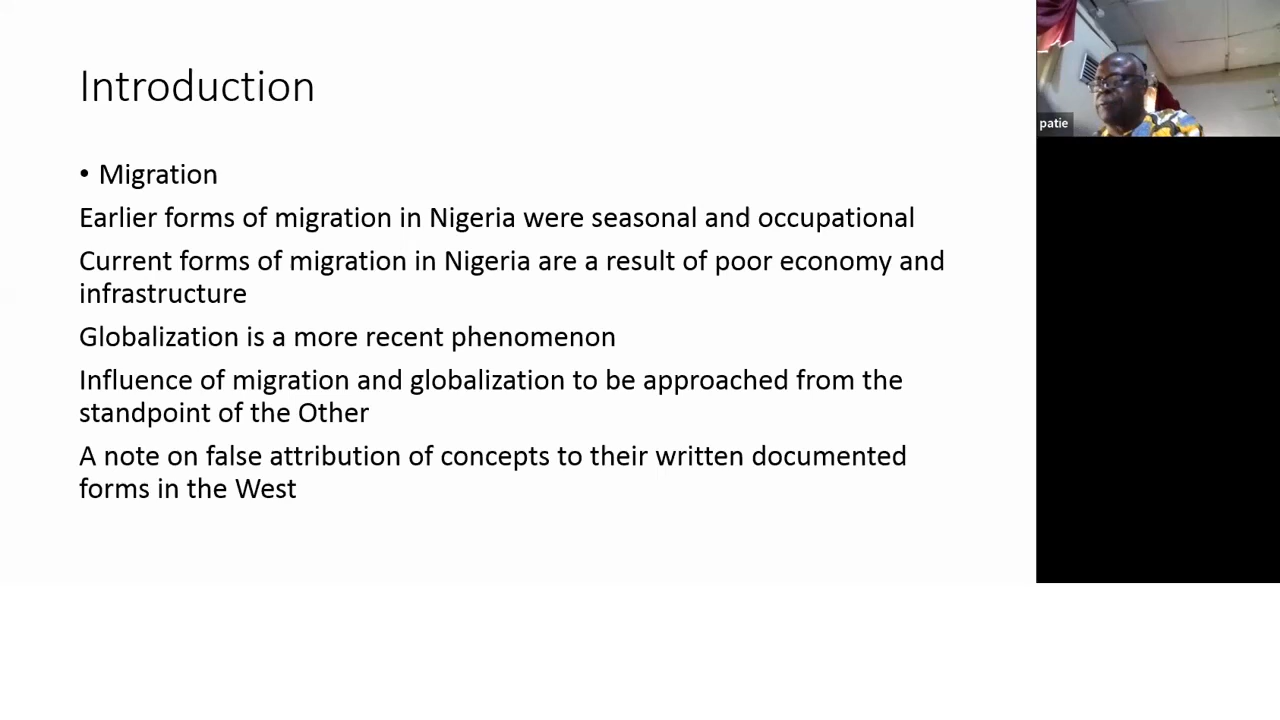 Introduction
• Migration
Earlier forms of migration in Nigeria were seasonal and occupational
Current forms of migration in Nigeria are a result of poor economy and
infrastructure
Globalization is a more recent phenomenon
Influence of migration and globalization to be approached from the
standpoint of the Other
A note on false attribution of concepts to their written documented
forms in the West
patie